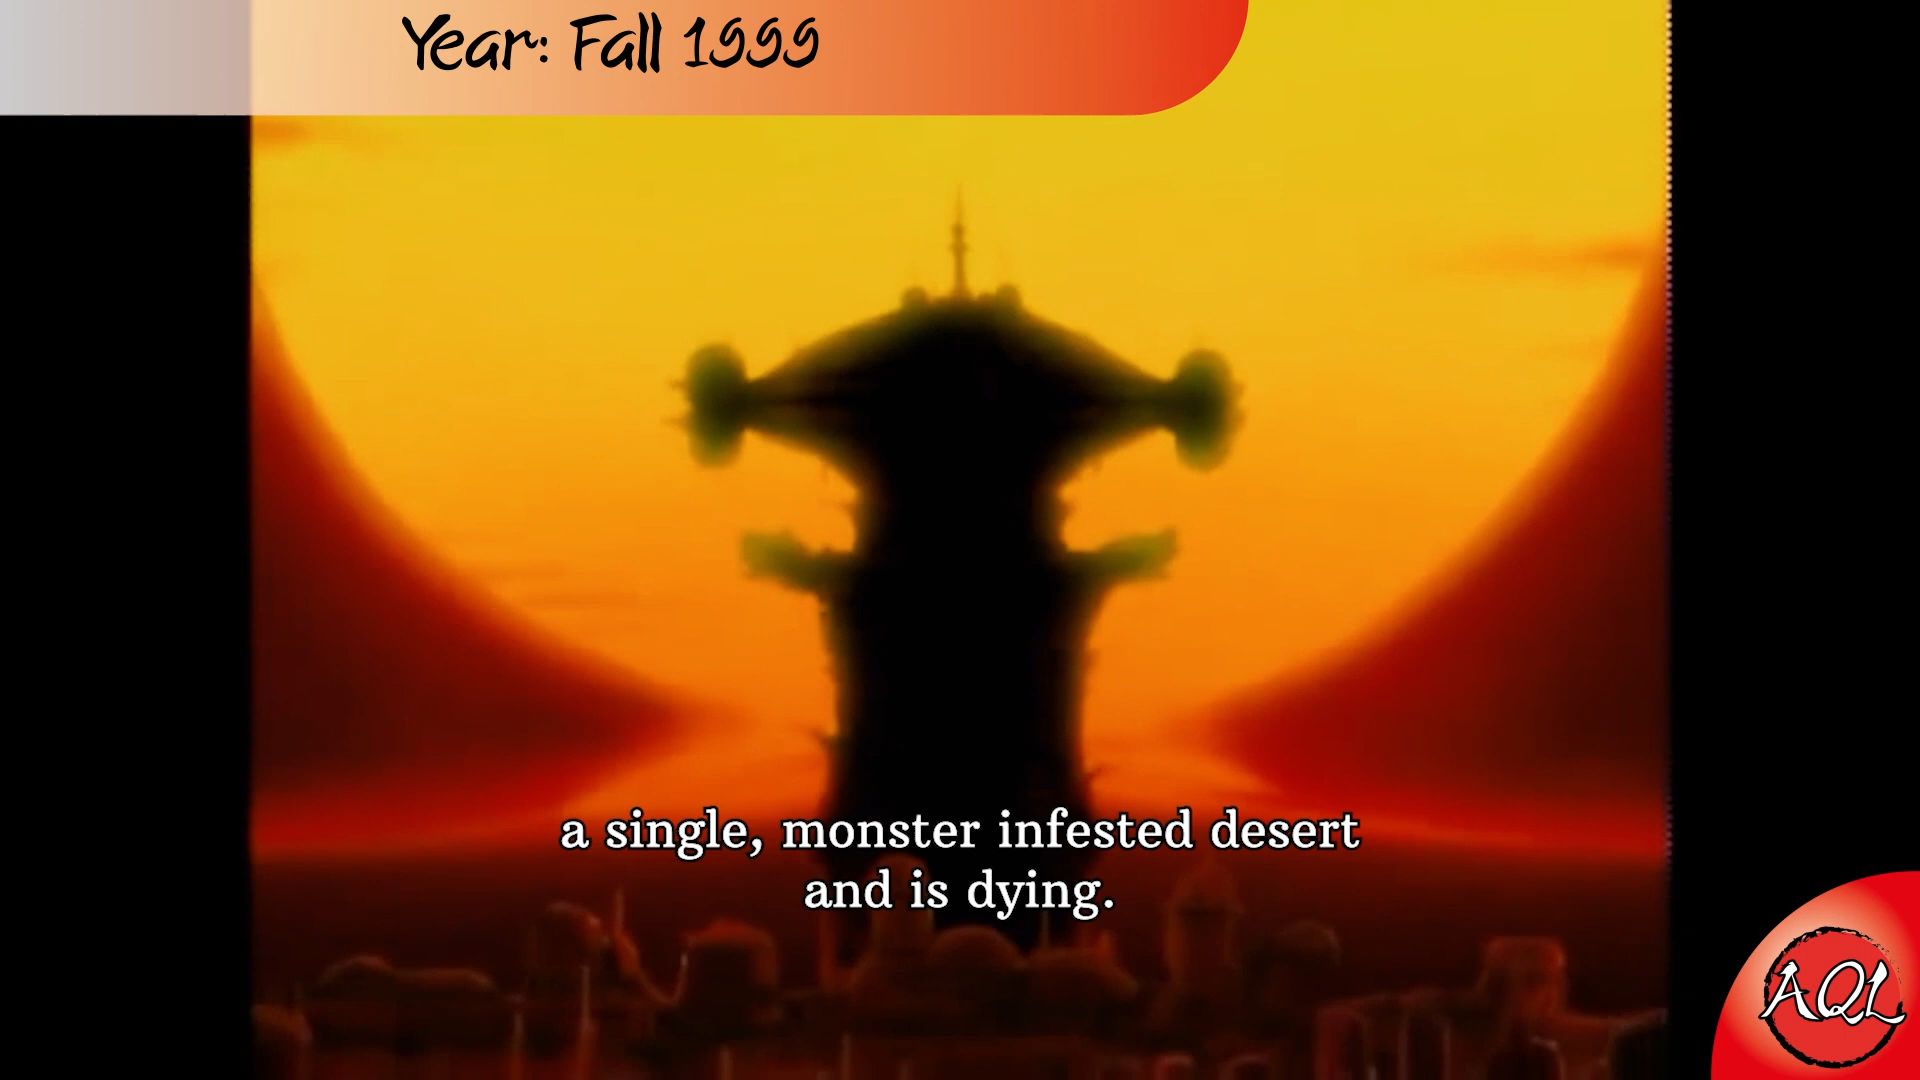 Year: Fall 1999
a single, monster infested desert
and is dying.
AQL